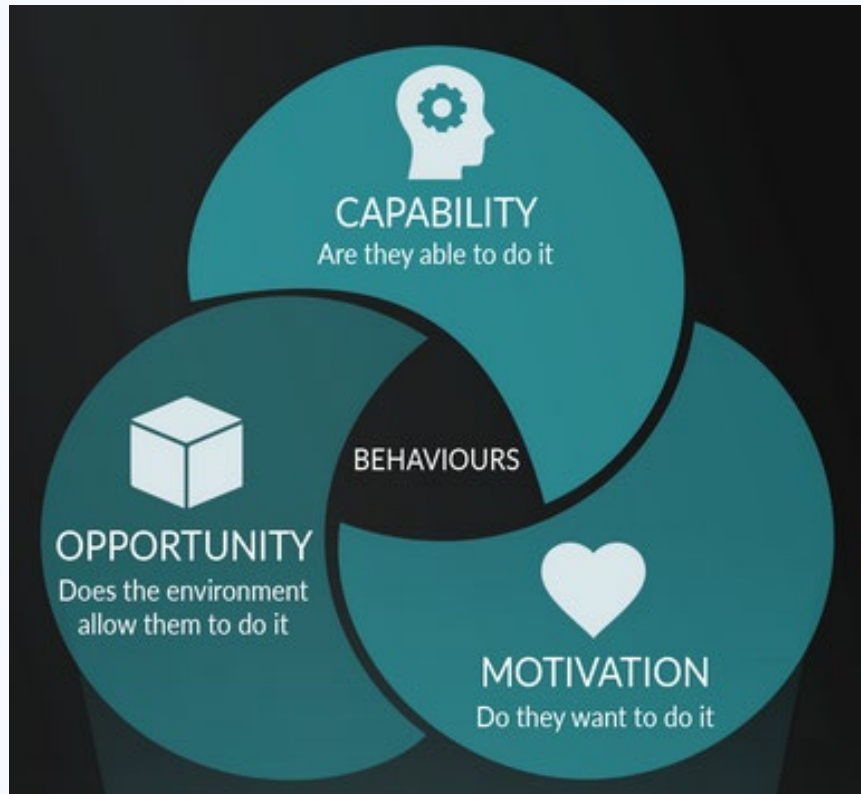 CAPABILITY
Are they able to do it
BEHAVIOURS
OPPORTUNITY
Does the environment
allow them to do it
MOTIVATION
Do they want to do it